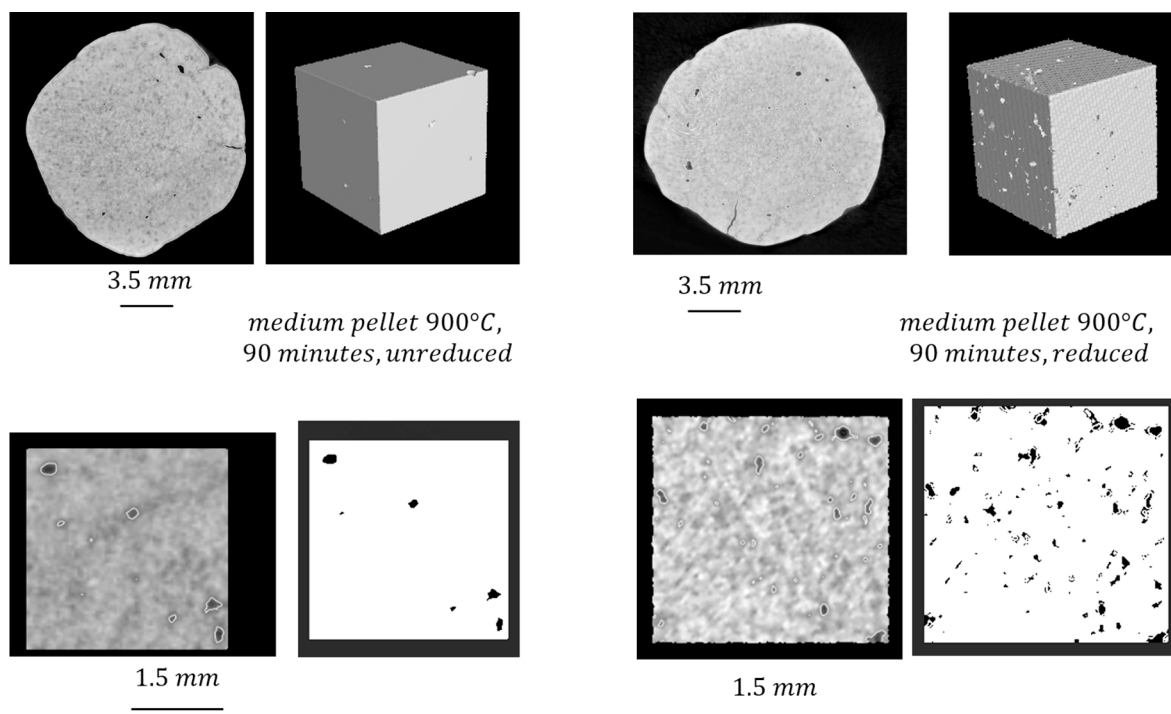 3.5 mm
3.5 mm
medium pellet 900°C,
90 minutes, unreduced
medium pellet 900°C,
90 minutes, reduced
1.5 mm
1.5 mm